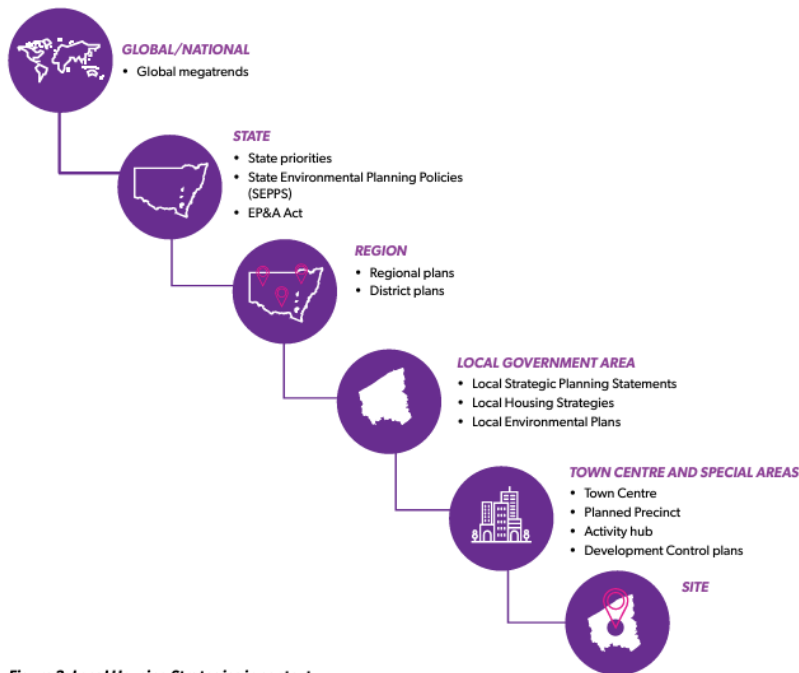 GLOBAL/NATIONAL
• Global megatrends
STATE
• State priorities
• State Environmental Planning Policies
(SEPPS)
• EP&A Act
REGION
• Regional plans
• District plans
LOCAL GOVERNMENT AREA
• Local Strategic Planning Statements
• Local Housing Strategies
• Local Environmental Plans
TOWN CENTRE AND SPECIAL AREAS
• Town Centre
• Planned Precinct
• Activity hub
• Development Control plans
SITE